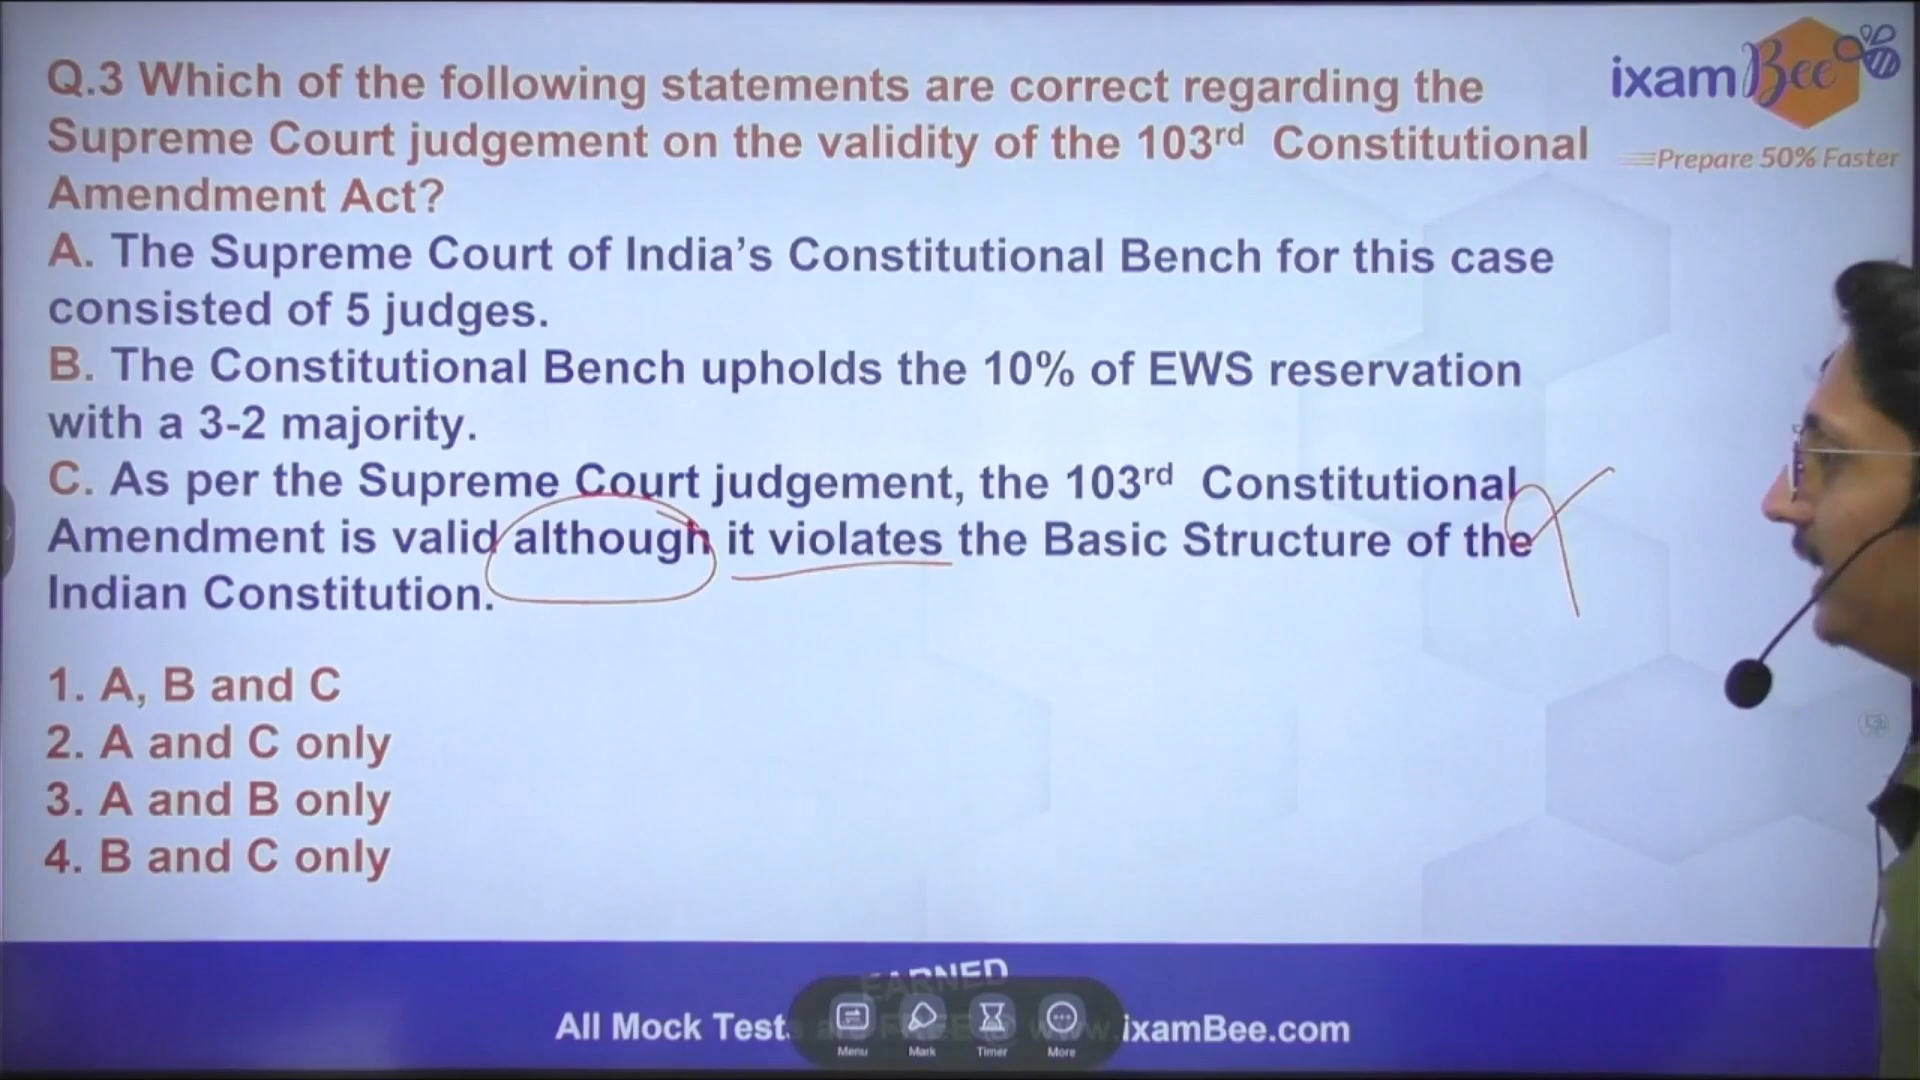 Q.3 Which of the following statements are correct regarding the
Supreme Court judgement on the validity of the 103rd Constitutional
Amendment Act?
A. The Supreme Court of India's Constitutional Bench for this case
consisted of 5 judges.
B. The Constitutional Bench upholds the 10% of EWS reservation
with a 3-2 majority.
C. As per the Supreme Court judgement, the 103rd Constitutional
Amendment is valid although it violates the Basic Structure of the
Indian Constitution.
1. A, B and C
2. A and C only
3. A and B only
4. B and C only
ixamBee
Prepare 50% Faster
EARNED
All Mock Tests are FREE @ www.ixamBee.com
Menu Mark Timer More